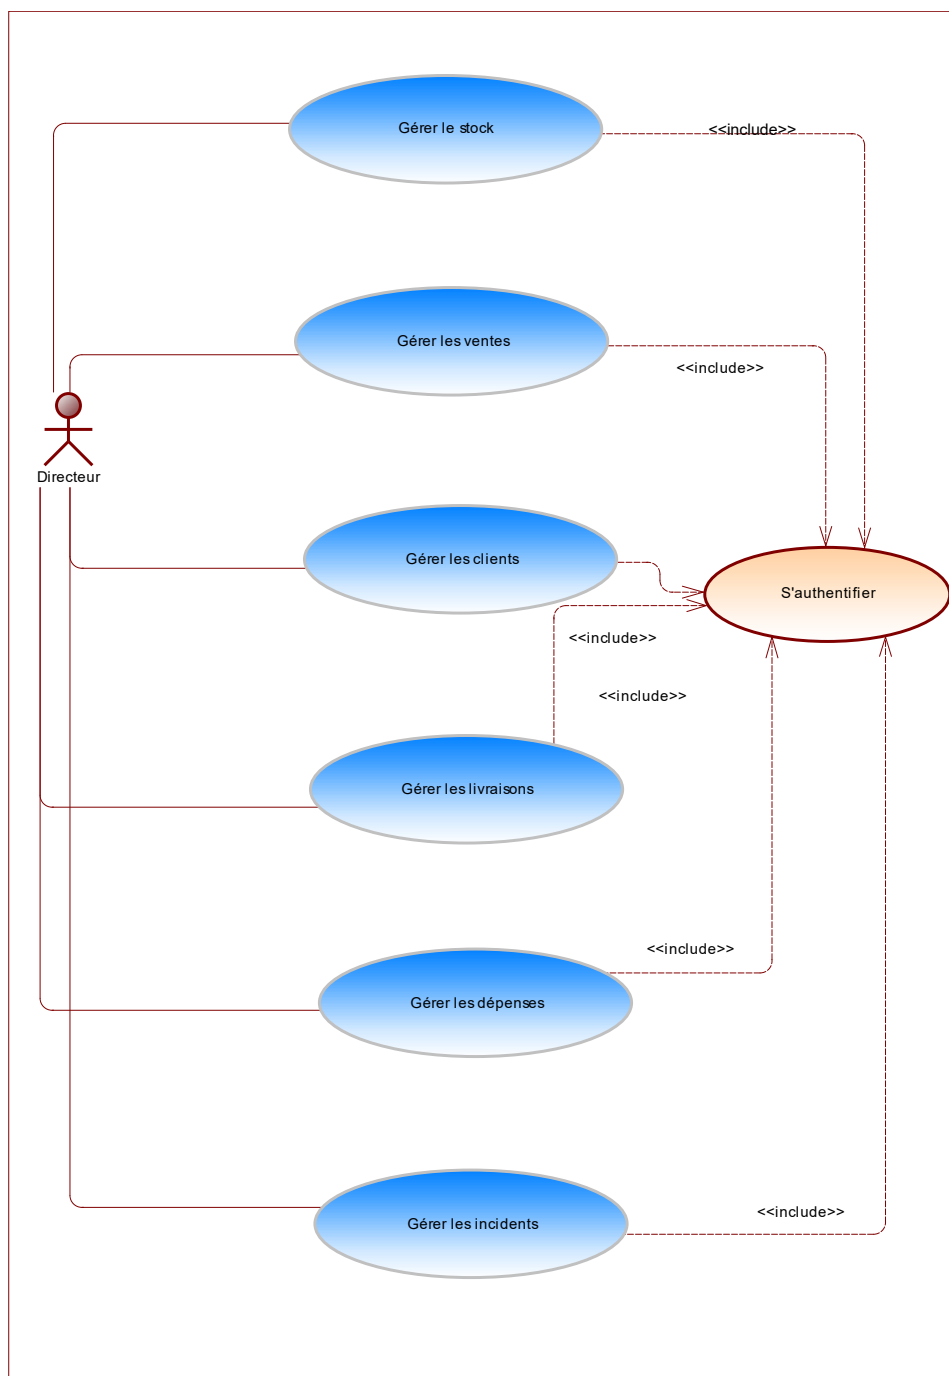 Gérer le stock
<<include>>
Gérer les ventes
<<include>>
Directeur
Gérer les clients
S'authentifier
<<include>>
<<include>>
Gérer les livraisons
<<include>>
Gérer les dépenses
<<include>>
Gérer les incidents